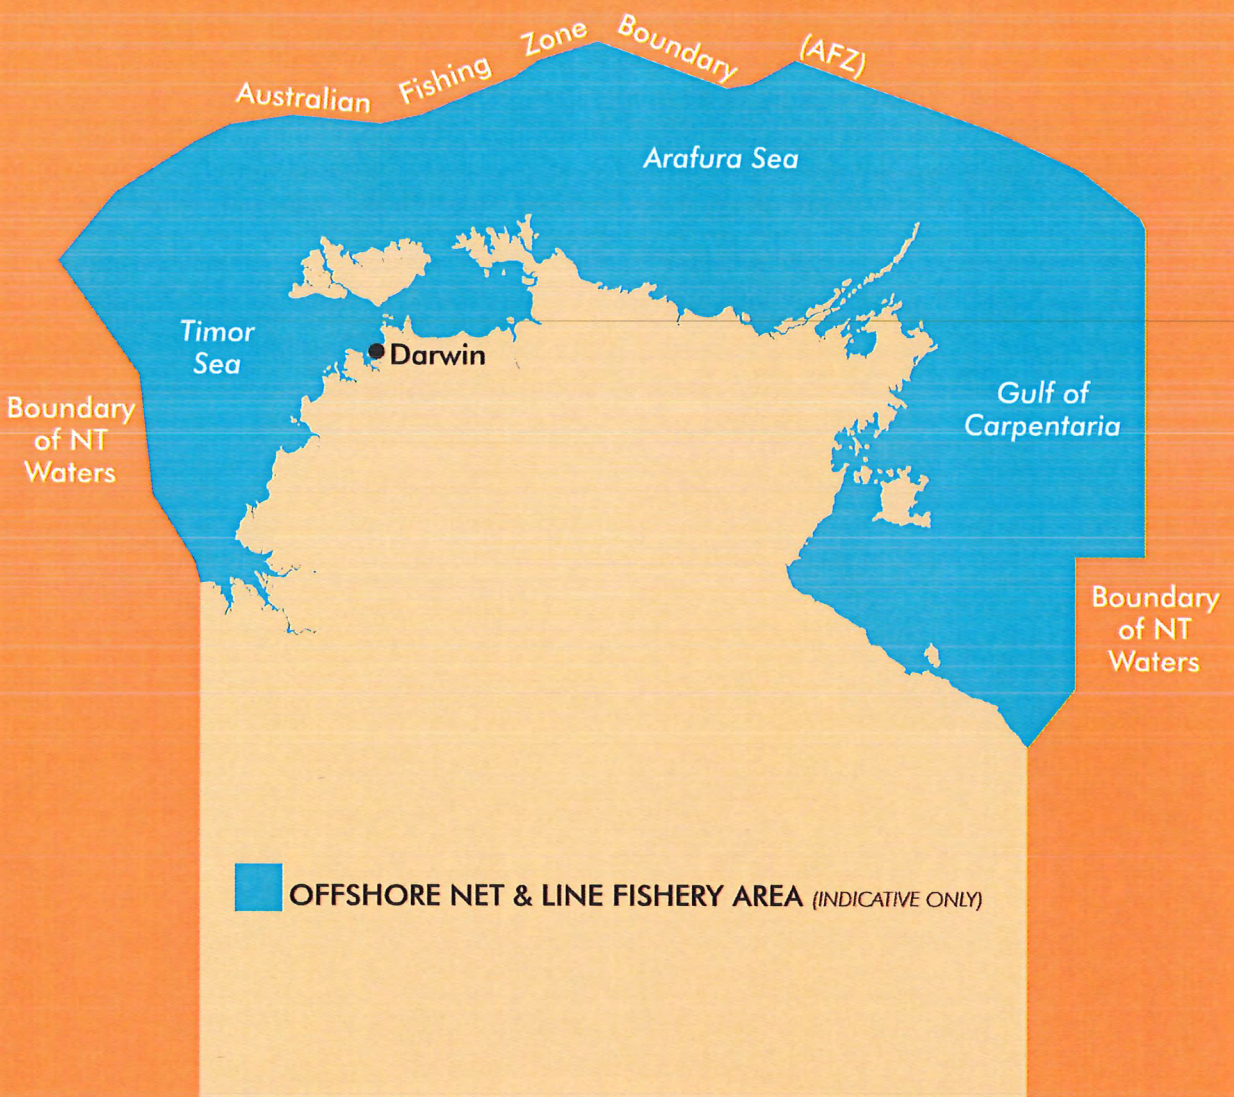 Australian Fishing Zone Boundary (AFZ)
Arafura Sea
Timor
Sea
Darwin
Gulf of
Carpentaria
Boundary
of NT
Waters
Boundary
of NT
Waters
OFFSHORE NET & LINE FISHERY AREA (INDICATIVE ONLY)